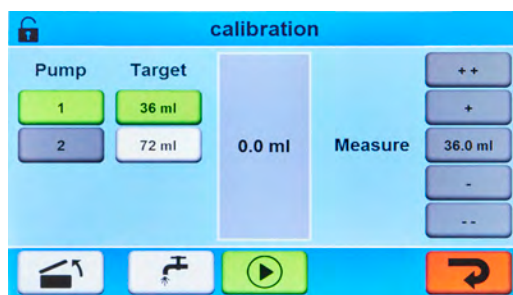 calibration
Pump Target
1 36 ml
2 72 ml
0.0 ml
Measure
++
+
36.0 ml
-
--